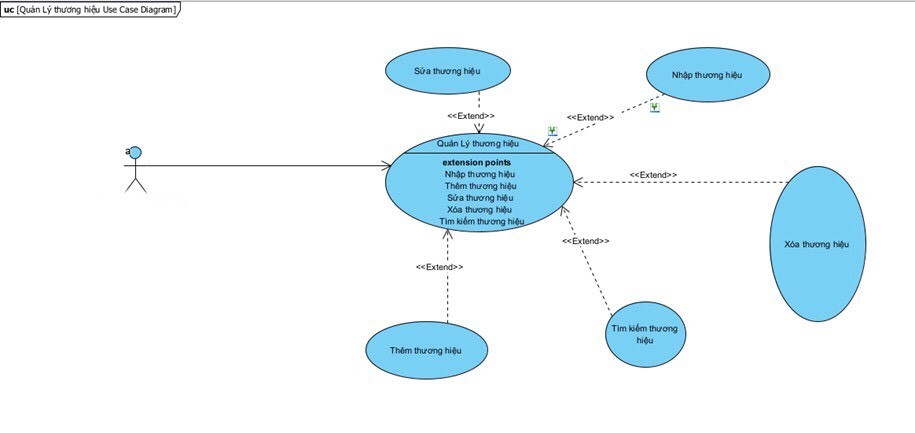 uc [Quản Lý thương hiệu Use Case Diagram]
Sửa thương hiệu
Nhập thương hiệu
<<Extend>>
<<Extend>>
Quản Lý thương hiệu
a
extension points
Nhập thương hiệu
Thêm thương hiệu
Sửa thương hiệu
Xóa thương hiệu
Tìm kiếm thương hiệu
<<Extend>>
Xóa thương hiệu
<<Extend>>
<<Extend>>
Thêm thương hiệu
Tìm kiếm thương
hiệu